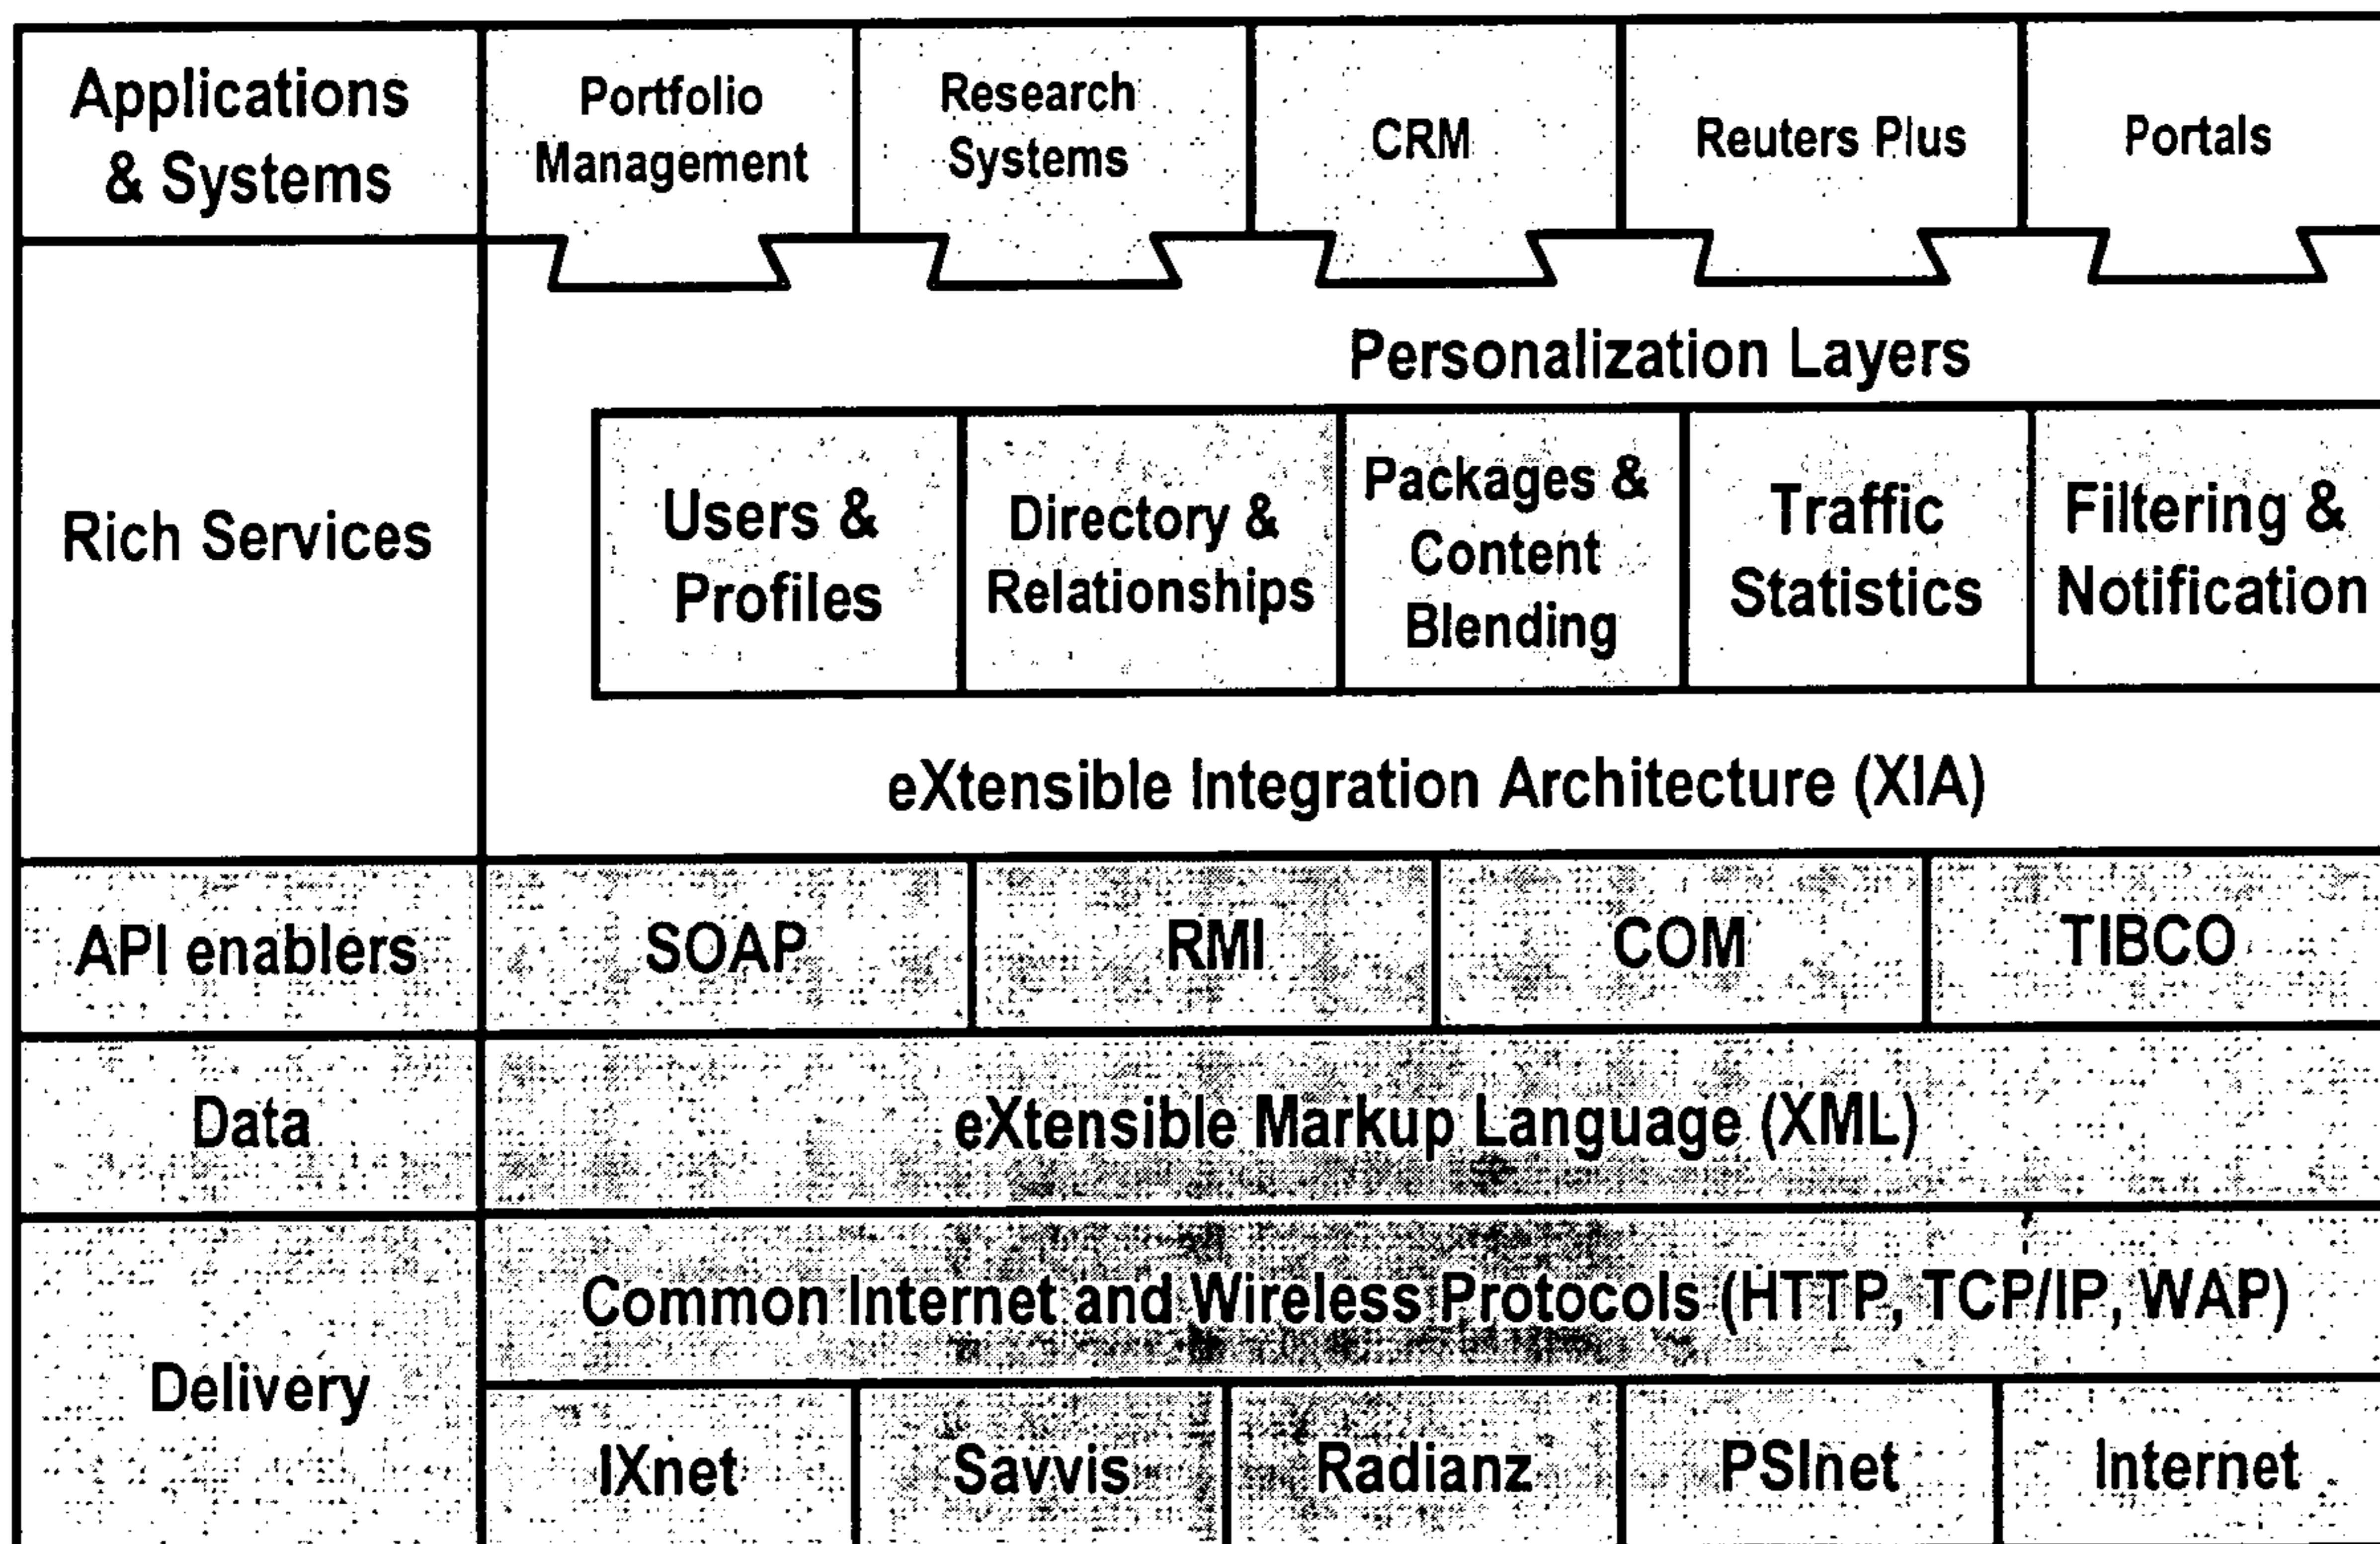 Applications
& Systems
Portfolio
Management
Research
Systems
CRM
Reuters Plus
Portals
Rich Services
Personalization Layers
Users &
Profiles
Directory &
Relationships
Packages &
Content
Blending
Traffic
Statistics
Filtering &
Notification
eXtensible Integration Architecture (XIA)
API enablers
SOAP
RMI
COM
TIBCO
Data
eXtensible Markup Language (XML)
Delivery
Common Internet and Wireless Protocols (HTTP, TCP/IP, WAP)
IXnet
Savvis
Radianz
PSInet
Internet